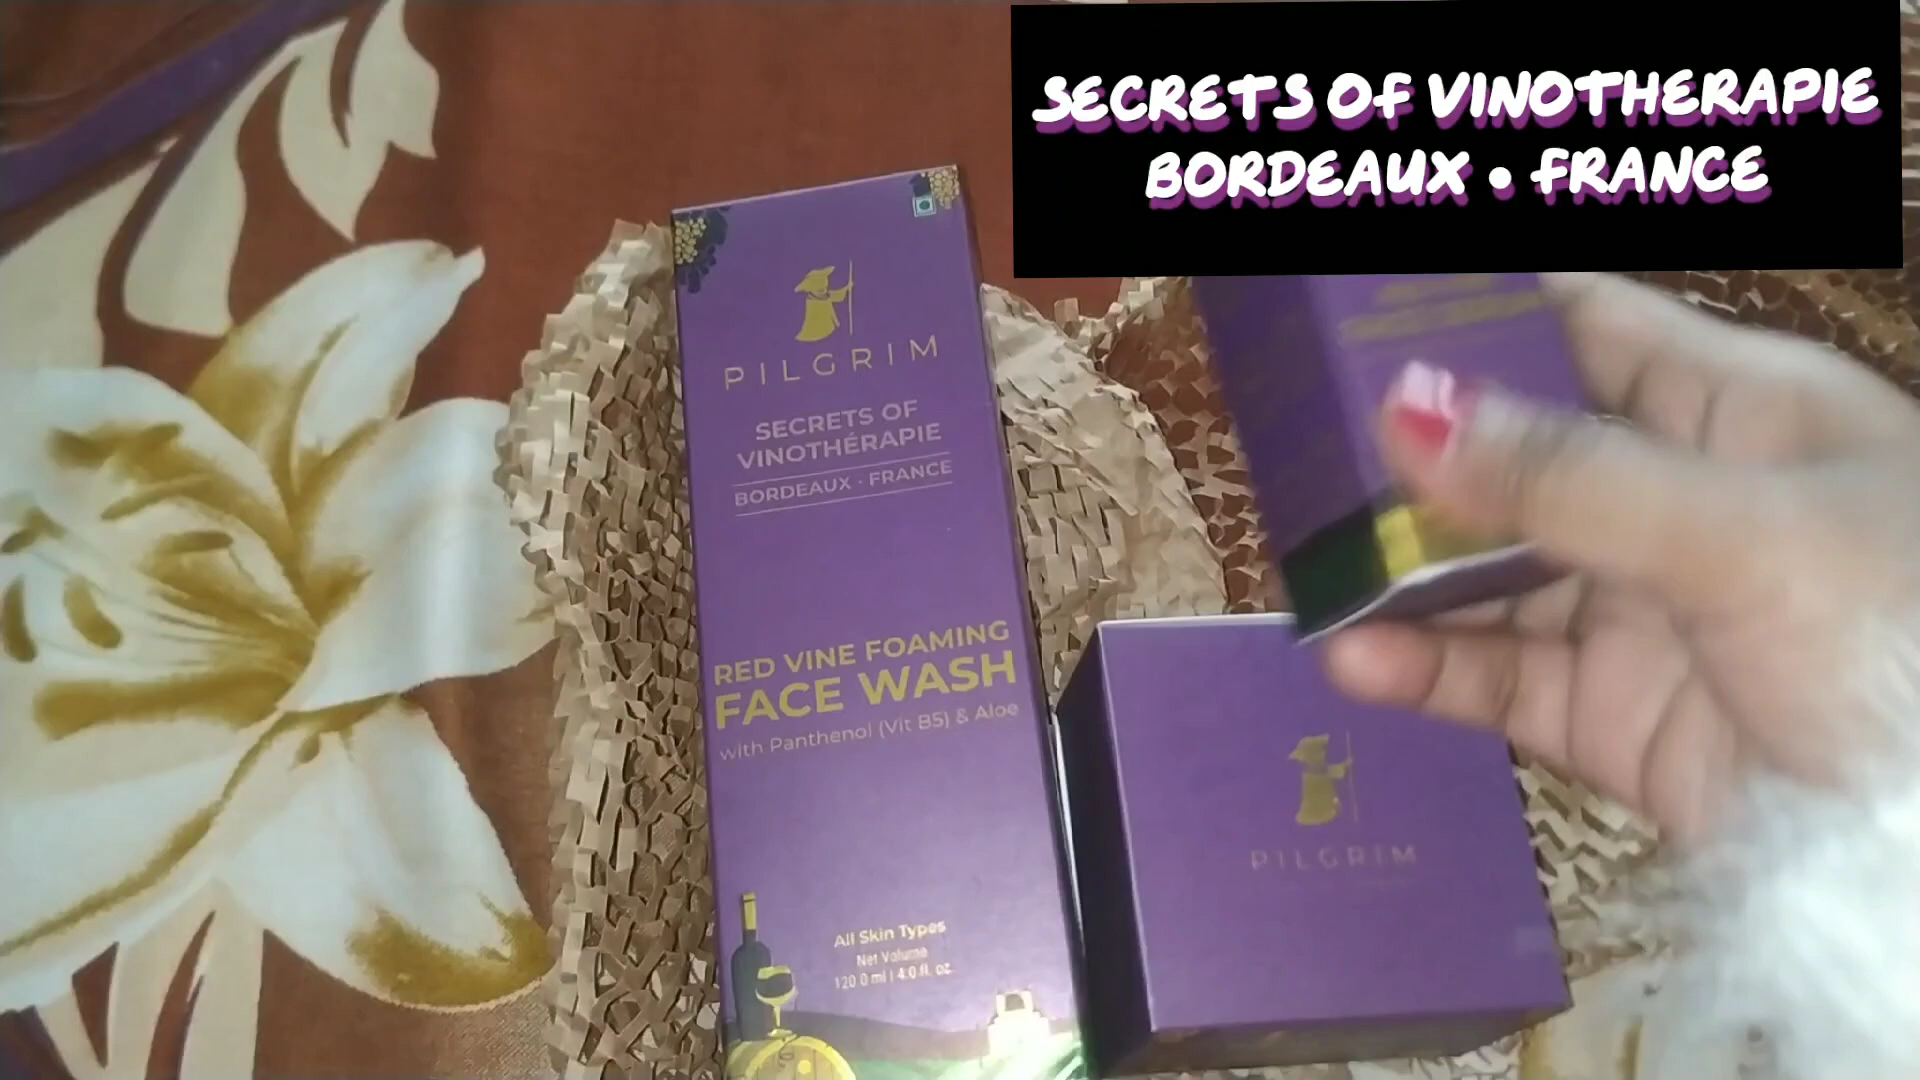 SECRETS OF VINOTHERAPIE
BORDEAUX • FRANCE
PILGRIM
SECRETS OF
VINOTHÉRAPIE
BORDEAUX · FRANCE
RED VINE FOAMING
FACE WASH
with Panthenol (Vit B5) & Aloe
All Skin Types
Net Volume
120.0 ml | 4.0 fl. oz.
PILGRIM